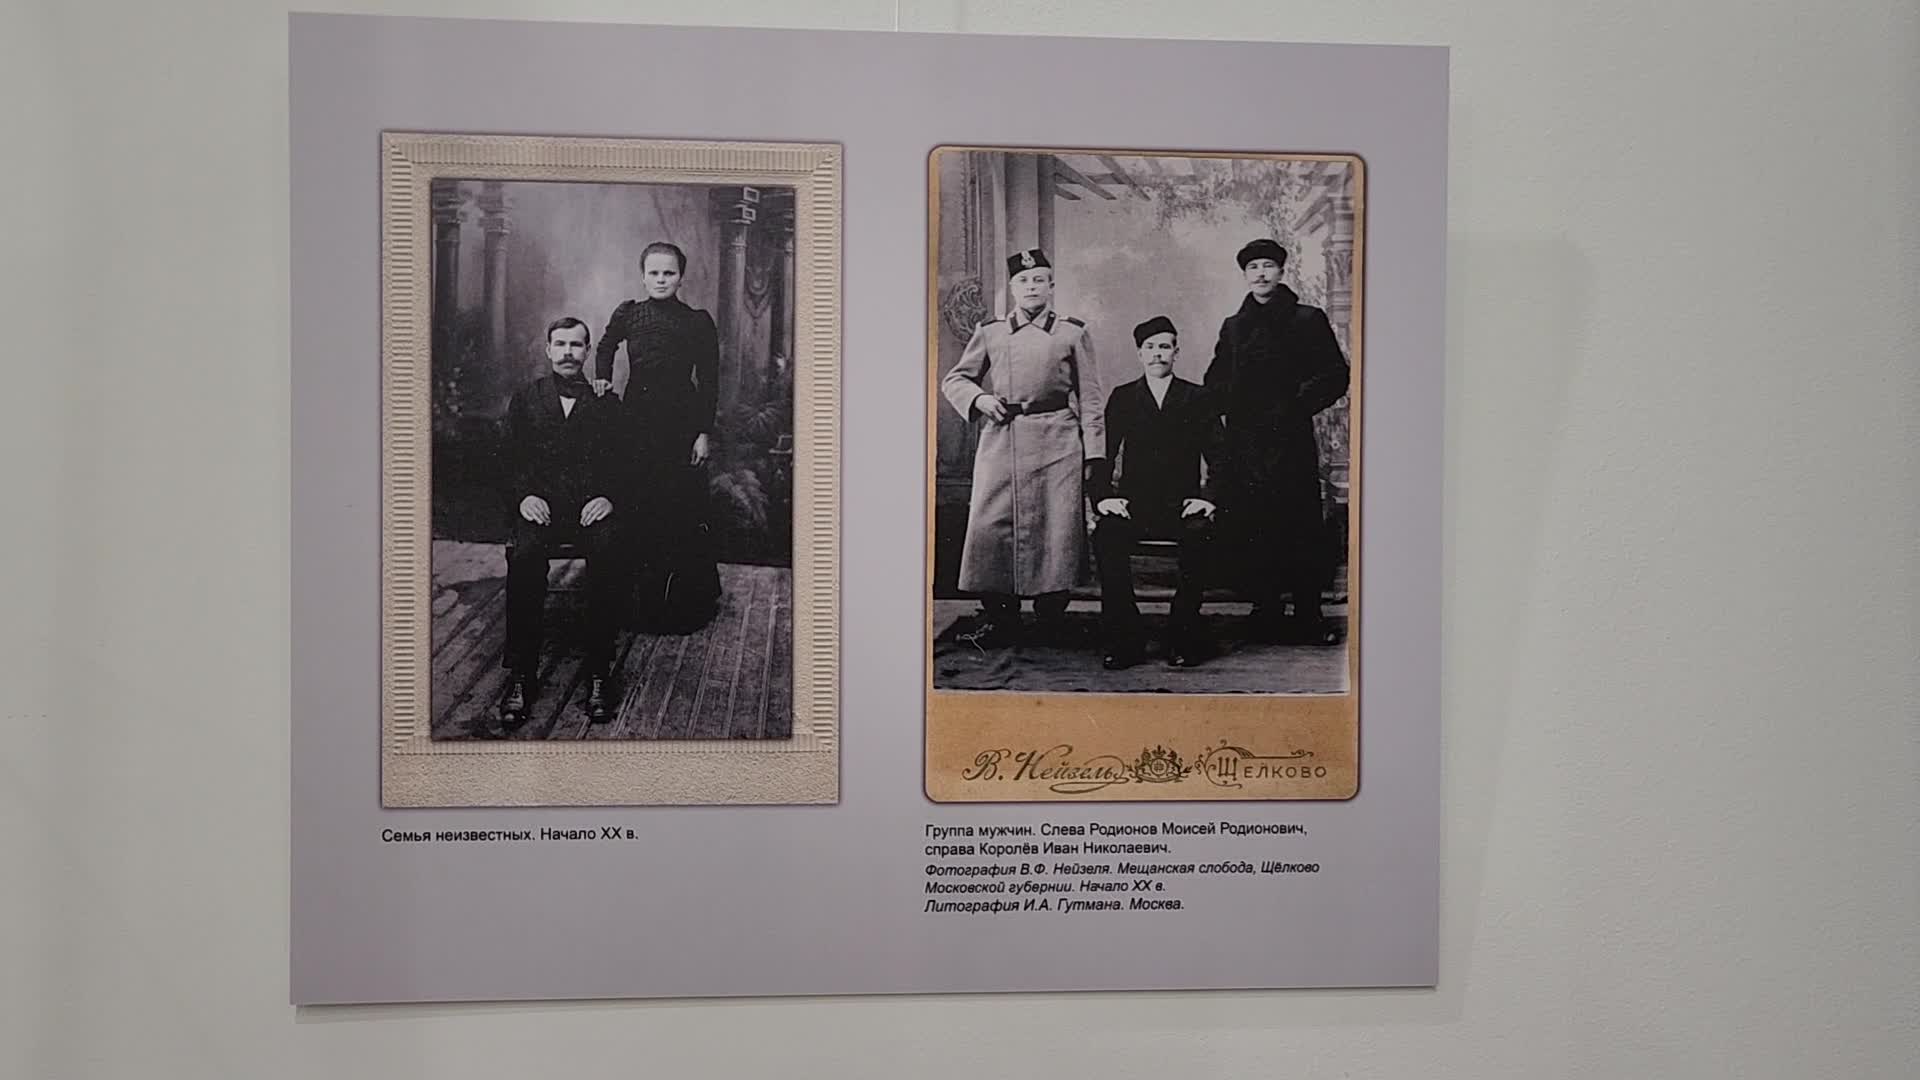 В. Нейзель
Щелково
Семья неизвестных. Начало XX в.
Группа мужчин. Слева Родионов Моисей Родионович,
справа Королёв Иван Николаевич.
Фотография В.Ф. Нейзеля. Мещанская слобода, Щёлково
Московской губернии. Начало XX в.
Литография И.А. Гутмана. Москва.